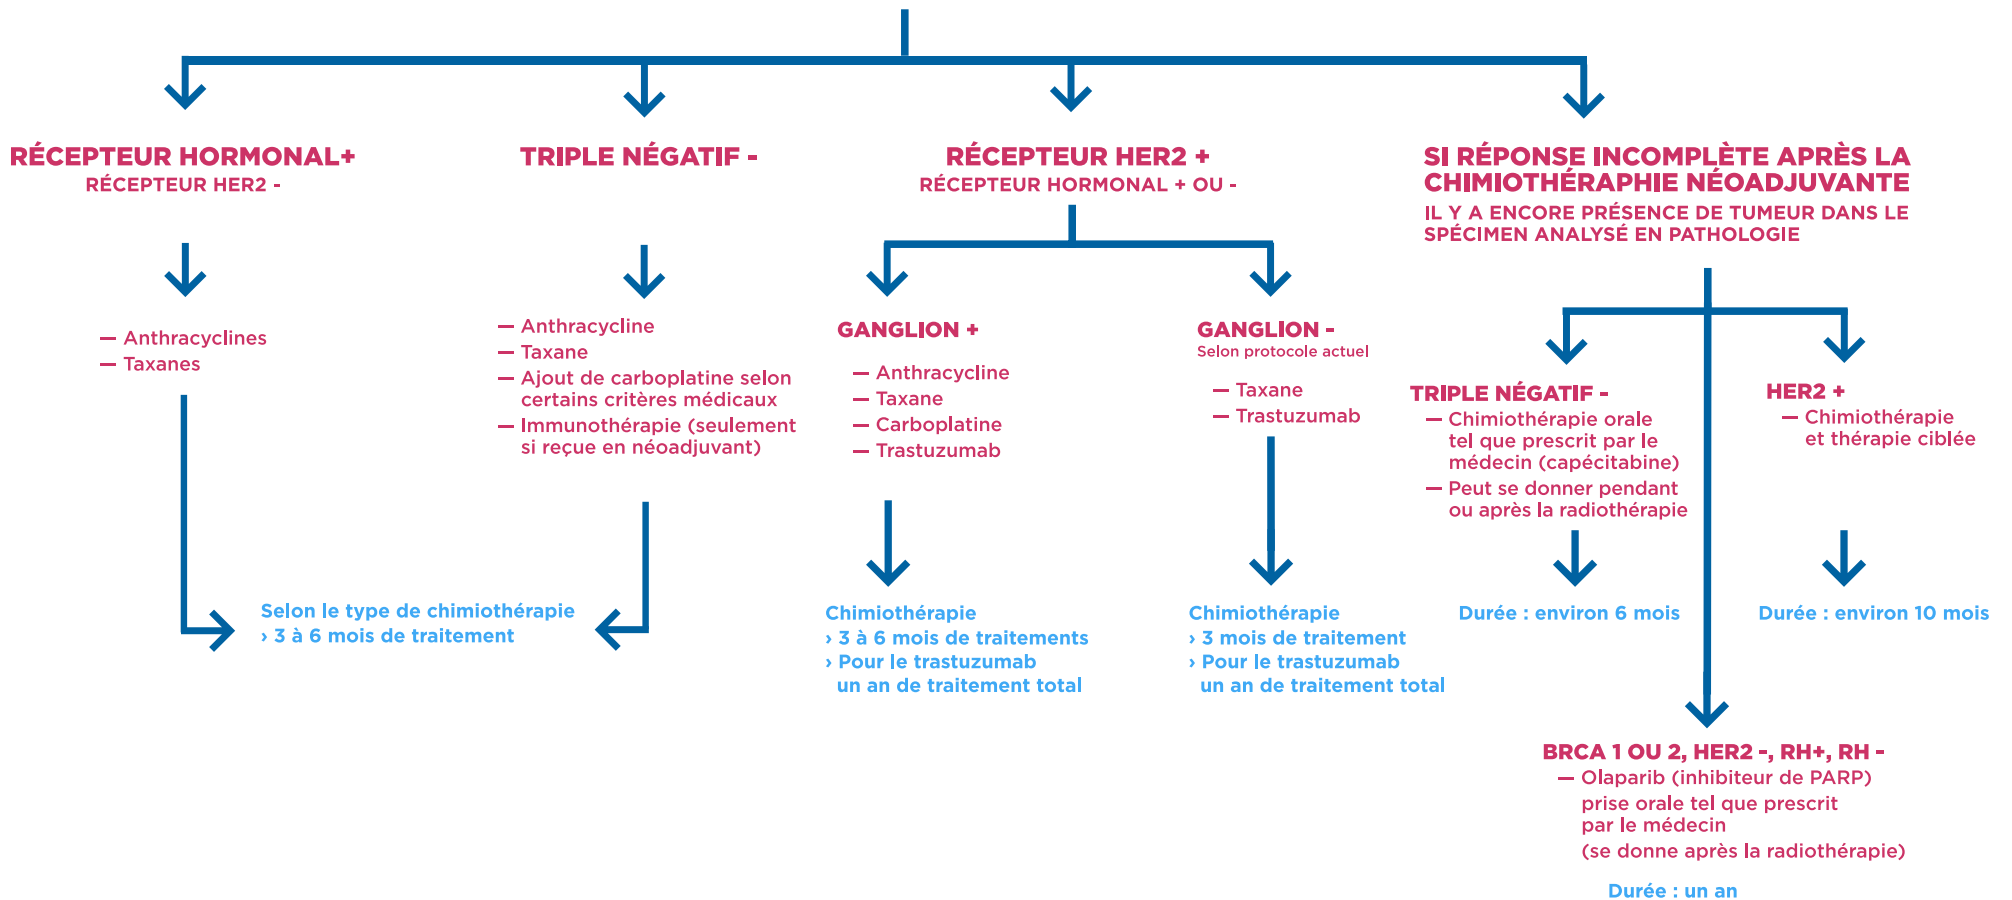 RÉCEPTEUR HORMONAL+
RÉCEPTEUR HER2 -
— Anthracyclines
— Taxanes
TRIPLE NÉGATIF -
— Anthracycline
— Taxane
— Ajout de carboplatine selon
certains critères médicaux
— Immunothérapie (seulement
si reçue en néoadjuvant)
Selon le type de chimiothérapie
› 3 à 6 mois de traitement
RÉCEPTEUR HER2 +
RÉCEPTEUR HORMONAL + OU -
GANGLION +
— Anthracycline
— Taxane
— Carboplatine
— Trastuzumab
Chimiothérapie
› 3 à 6 mois de traitements
› Pour le trastuzumab
un an de traitement total
GANGLION -
Selon protocole actuel
— Taxane
— Trastuzumab
Chimiothérapie
› 3 mois de traitement
› Pour le trastuzumab
un an de traitement total
SI RÉPONSE INCOMPLÈTE APRÈS LA
CHIMIOTHÉRAPHIE NÉOADJUVANTE
IL Y A ENCORE PRÉSENCE DE TUMEUR DANS LE
SPÉCIMEN ANALYSÉ EN PATHOLOGIE
TRIPLE NÉGATIF -
— Chimiothérapie orale
tel que prescrit par le
médecin (capécitabine)
— Peut se donner pendant
ou après la radiothérapie
Durée : environ 6 mois
HER2 +
— Chimiothérapie
et thérapie ciblée
Durée : environ 10 mois
BRCA 1 OU 2, HER2 -, RH+, RH -
— Olaparib (inhibiteur de PARP)
prise orale tel que prescrit
par le médecin
(se donne après la radiothérapie)
Durée : un an